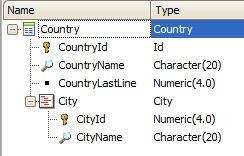 Name Type
Country Country
CountryId Id
CountryName Character(20)
CountryLastLine Numeric(4.0)
City City
CityId Numeric(4.0)
CityName Character(20)